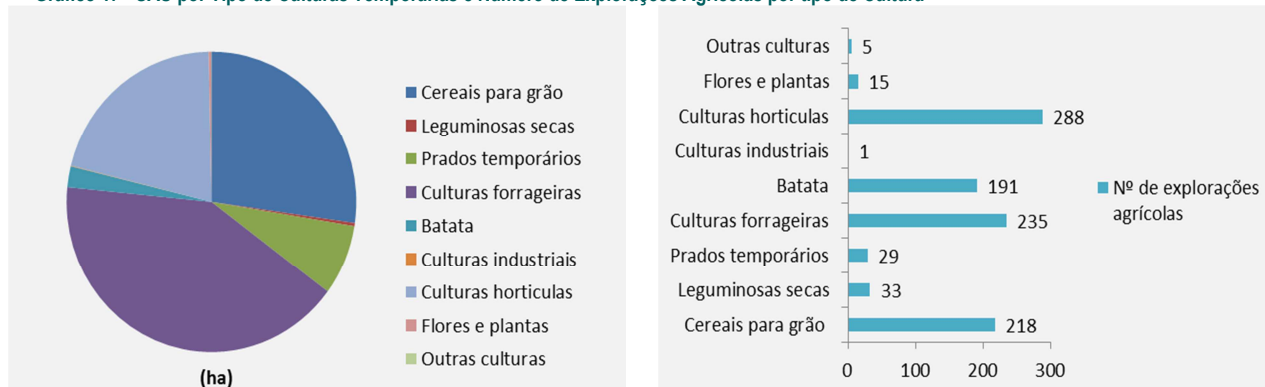 Cereais para grão
Leguminosas secas
Prados temporários
Culturas forrageiras
Batata
Culturas industriais
Culturas horticulas
Flores e plantas
Outras culturas
(ha)
Outras culturas 5
Flores e plantas 15
Culturas horticulas 288
Culturas industriais 1
Batata 191
Culturas forrageiras 235
Prados temporários 29
Leguminosas secas 33
Cereais para grão 218
0 100 200 300
Nº de explorações
agrícolas